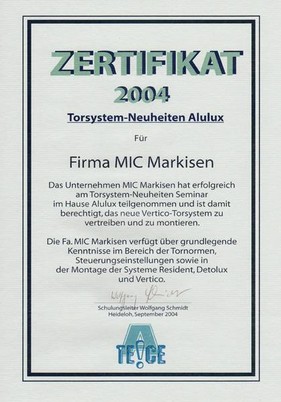 ZERTIFIKAT
2004
Torsystem-Neuheiten Alulux
Für
Firma MIC Markisen
Das Unternehmen MIC Markisen hat erfolgreich
am Torsystem-Neuheiten Seminar
im Hause Alulux teilgenommen und ist damit
berechtigt, das neue Vertico-Torsystem zu
vertreiben und zu montieren.
Die Fa. MIC Markisen verfügt über grundlegende
Kenntnisse im Bereich der Tornormen,
Steuerungseinstellungen sowie in
der Montage der Systeme Resident, Detolux
und Vertico.
Schulungsleiter Wolfgang Schmidt
Heideloh, September 2004